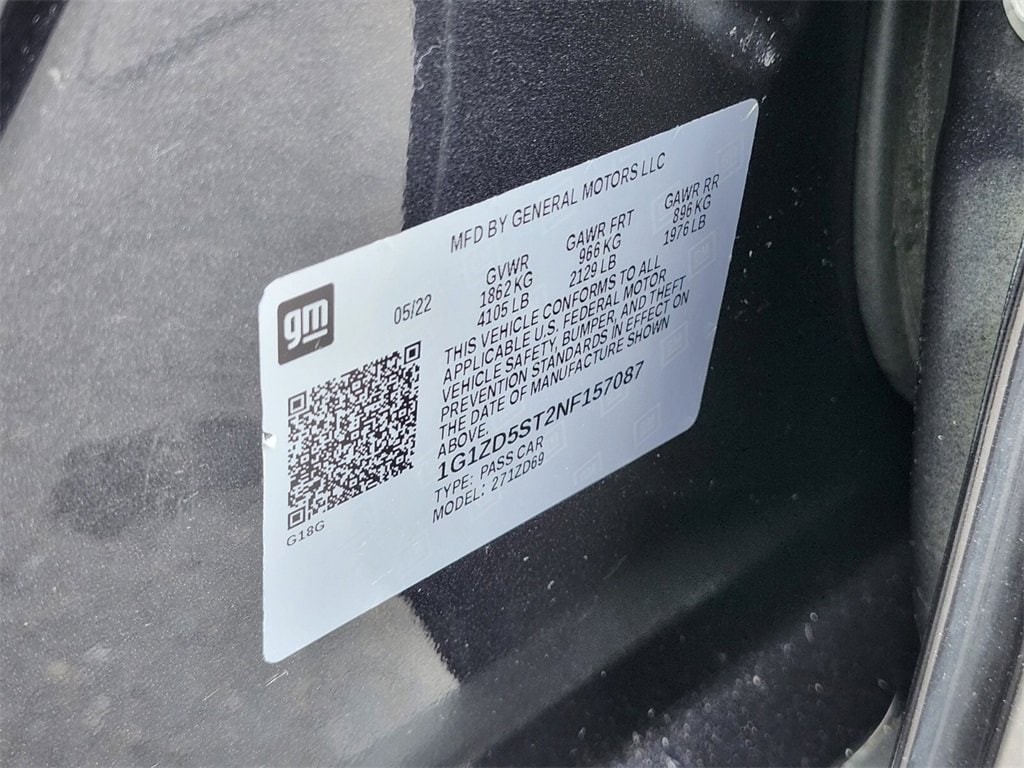 MFD BY GENERAL MOTORS LLC
gm
05/22
GVWR GAWR FRT GAWR RR
1862 KG 966 KG 896 KG
4105 LB 2129 LB 1976 LB
THIS VEHICLE CONFORMS TO ALL
APPLICABLE U.S. FEDERAL MOTOR
VEHICLE SAFETY, BUMPER, AND THEFT
PREVENTION STANDARDS IN EFFECT ON
THE DATE OF MANUFACTURE SHOWN
ABOVE.
1G1ZD5ST2NF157087
TYPE: PASS CAR
MODEL: 271ZD69
G18G